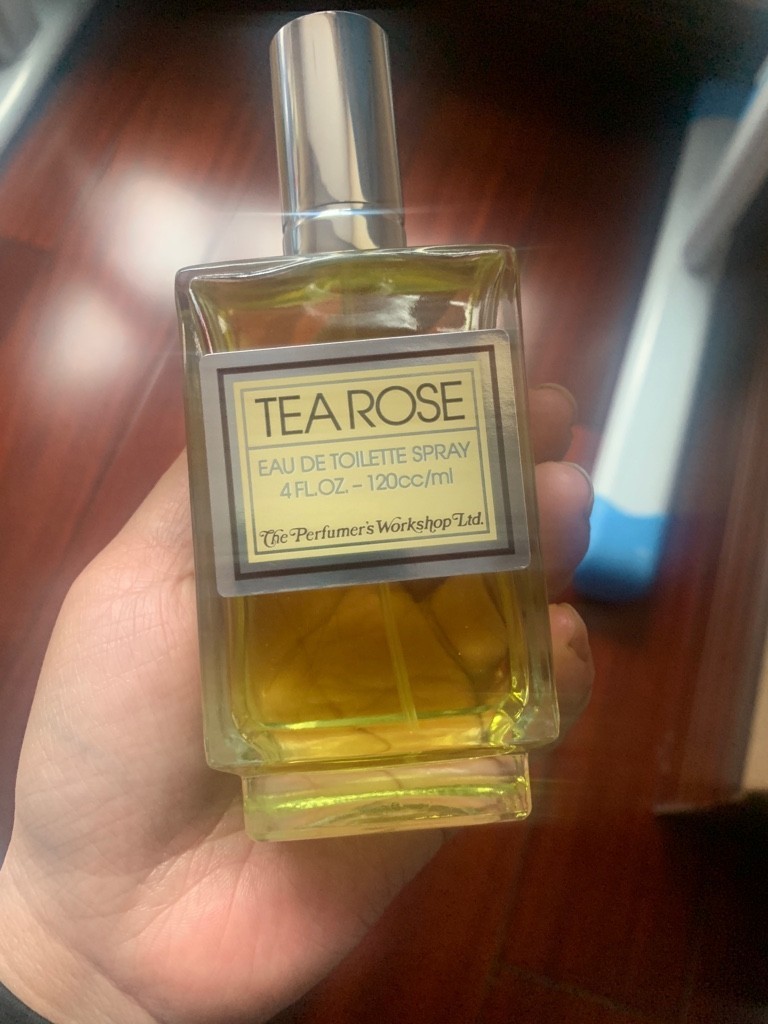 TEA ROSE
EAU DE TOILETTE SPRAY
4 FL.OZ. – 120cc/ml
The Perfumer's Workshop Ltd.